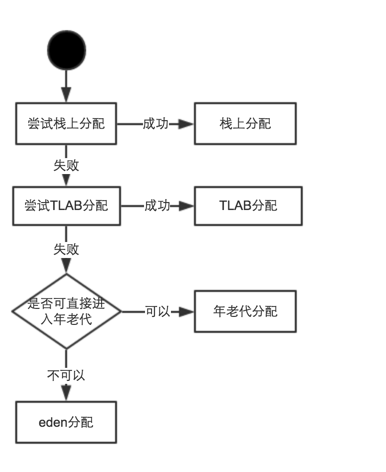 尝试栈上分配
成功
栈上分配
失败
尝试TLAB分配
成功
TLAB分配
失败
是否可直接进
入年老代
可以
年老代分配
不可以
eden分配